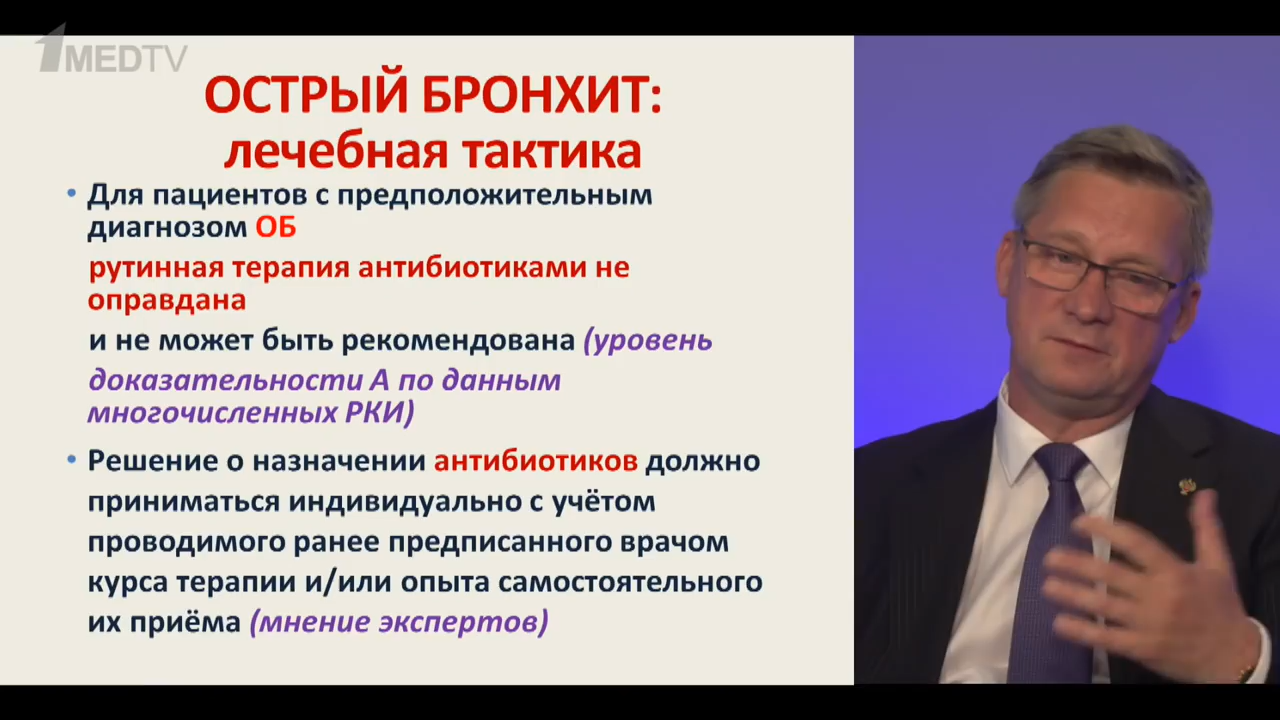 1MEDTV
ОСТРЫЙ БРОНХИТ:
лечебная тактика
• Для пациентов с предположительным
диагнозом ОБ
рутинная терапия антибиотиками не
оправдана
и не может быть рекомендована (уровень
доказательности А по данным
многочисленных РКИ)
• Решение о назначении антибиотиков должно
приниматься индивидуально с учётом
проводимого ранее предписанного врачом
курса терапии и/или опыта самостоятельного
их приёма (мнение экспертов)